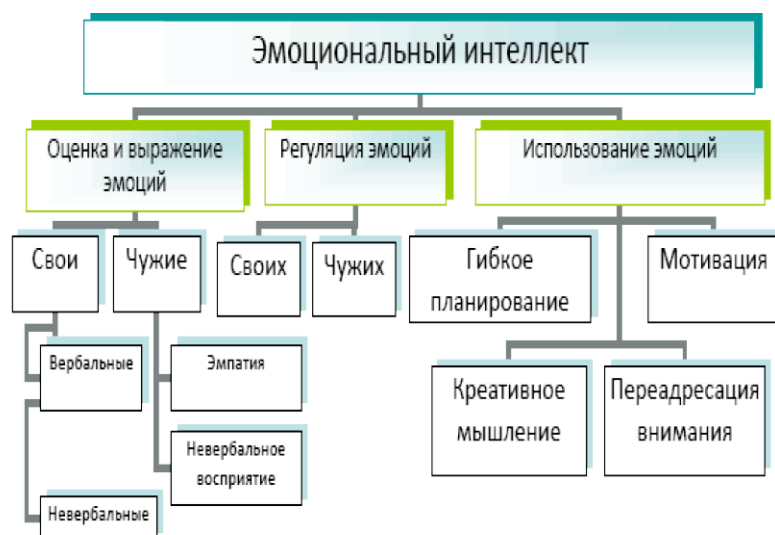 Эмоциональный интеллект
Оценка и выражение
эмоций
Регуляция эмоций
Использование эмоций
Свои
Чужие
Своих
Чужих
Гибкое
планирование
Мотивация
Вербальные
Эмпатия
Креативное
мышление
Переадресация
внимания
Невербальное
восприятие
Невербальные